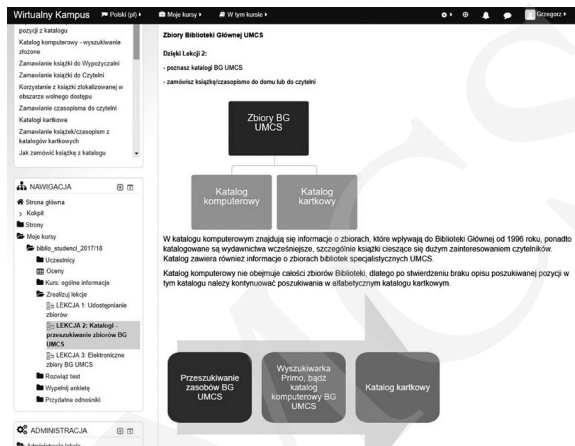 Wirtualny Kampus Polski (pl) Moje kursy W tym kursie Grzegorz
pozycji z katalogu
Katalog komputerowy - wyszukiwanie
złożone
Zamawianie książki do Wypożyczalni
Zamawianie książki do Czytelni
Korzystanie z książki zlokalizowanej w
obszarze wolnego dostępu
Zamawianie czasopisma do czytelni
Katalogi kartkowe
Zamawianie książek/czasopism z
katalogów kartkowych
Jak zamówić książkę z katalogu
NAWIGACJA
Strona główna
Kokpit
Strony
Moje kursy
biblio_studenci_2017/18
Uczestnicy
Oceny
Kurs: ogólne informacje
Zrealizuj lekcje
LEKCJA 1: Udostępnianie
zbiorów
LEKCJA 2: Katalogi -
przeszukiwanie zbiorów BG
UMCS
LEKCJA 3: Elektroniczne
zbiory BG UMCS
Rozwiąż test
Wypełnij ankietę
Przydatne odnośniki
ADMINISTRACJA
Administracja lekcją
Zbiory Biblioteki Głównej UMCS
Dzięki Lekcji 2:
- poznasz katalogi BG UMCS
- zamówisz książkę/czasopismo do domu lub do czytelni
Zbiory BG
UMCS
Katalog
komputerowy
Katalog
kartkowy
W katalogu komputerowym znajdują się informacje o zbiorach, które wpływają do Biblioteki Głównej od 1996 roku, ponadto
katalogowane są wydawnictwa wcześniejsze, szczególnie książki cieszące się dużym zainteresowaniem czytelników.
Katalog zawiera również informacje o zbiorach bibliotek specjalistycznych UMCS.
Katalog komputerowy nie obejmuje całości zbiorów Biblioteki, dlatego po stwierdzeniu braku opisu poszukiwanej pozycji w
tym katalogu należy kontynuować poszukiwania w alfabetycznym katalogu kartkowym.
Przeszukiwanie
zasobów BG
UMCS
Wyszukiwarka
Primo, bądź
katalog
komputerowy BG
UMCS
Katalog kartkowy